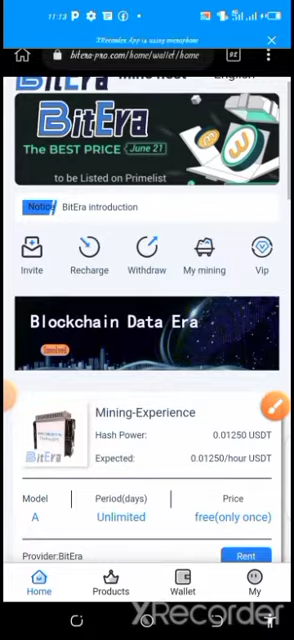 11:13
XRecorder App is using microphone
bitera-pro.com/home/wallet/home
BitEra
mino host
English
BitEra
The BEST PRICE
June 21
to be Listed on Primelist
Notice
BitEra introduction
Invite
Recharge
Withdraw
My mining
Vip
Blockchain Data Era
Mining-Experience
Hash Power:
0.01250 USDT
Expected:
0.01250/hour USDT
BitEra
Model
Period(days)
Price
A
Unlimited
free(only once)
Provider:BitEra
Rent
Home
Products
Wallet
My
XRecorder